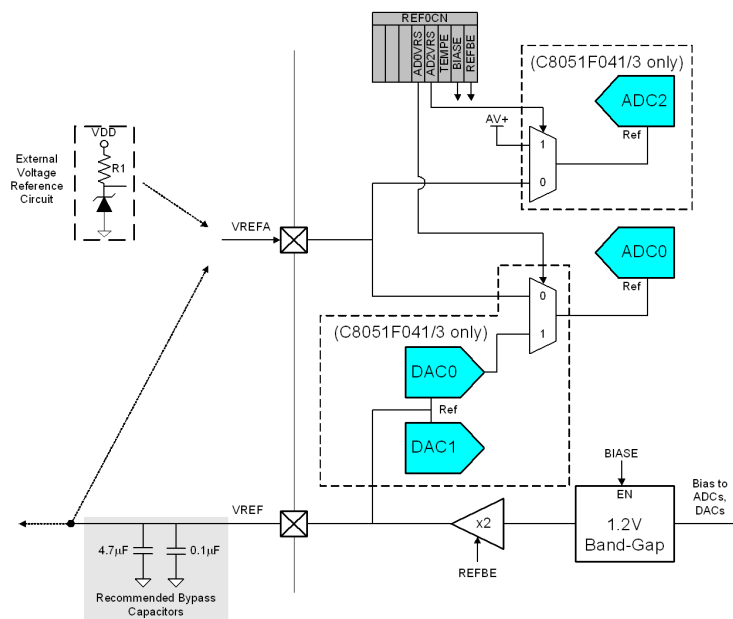 REF0CN
AD0VRS
AD2VRS
TEMPE
BIASE
REFBE
(C8051F041/3 only)
ADC2
Ref
AV+
1
0
VDD
R1
External
Voltage
Reference
Circuit
VREFA
ADC0
Ref
0
1
(C8051F041/3 only)
DAC0
Ref
DAC1
BIASE
EN
1.2V
Band-Gap
Bias to
ADCs,
DACs
VREF
x2
REFBE
4.7µF
0.1µF
Recommended Bypass
Capacitors